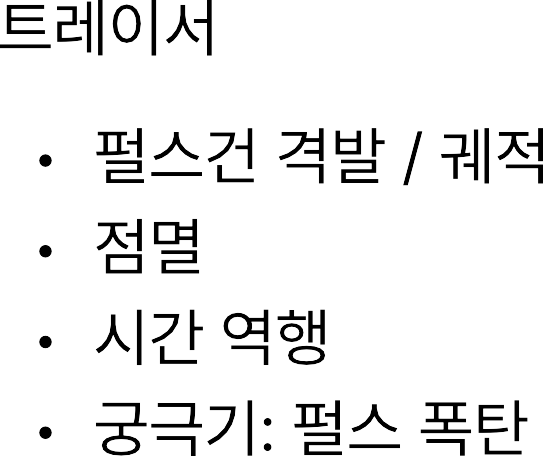 트레이서
• 펄스건 격발 / 궤적
• 점멸
• 시간 역행
• 궁극기: 펄스 폭탄